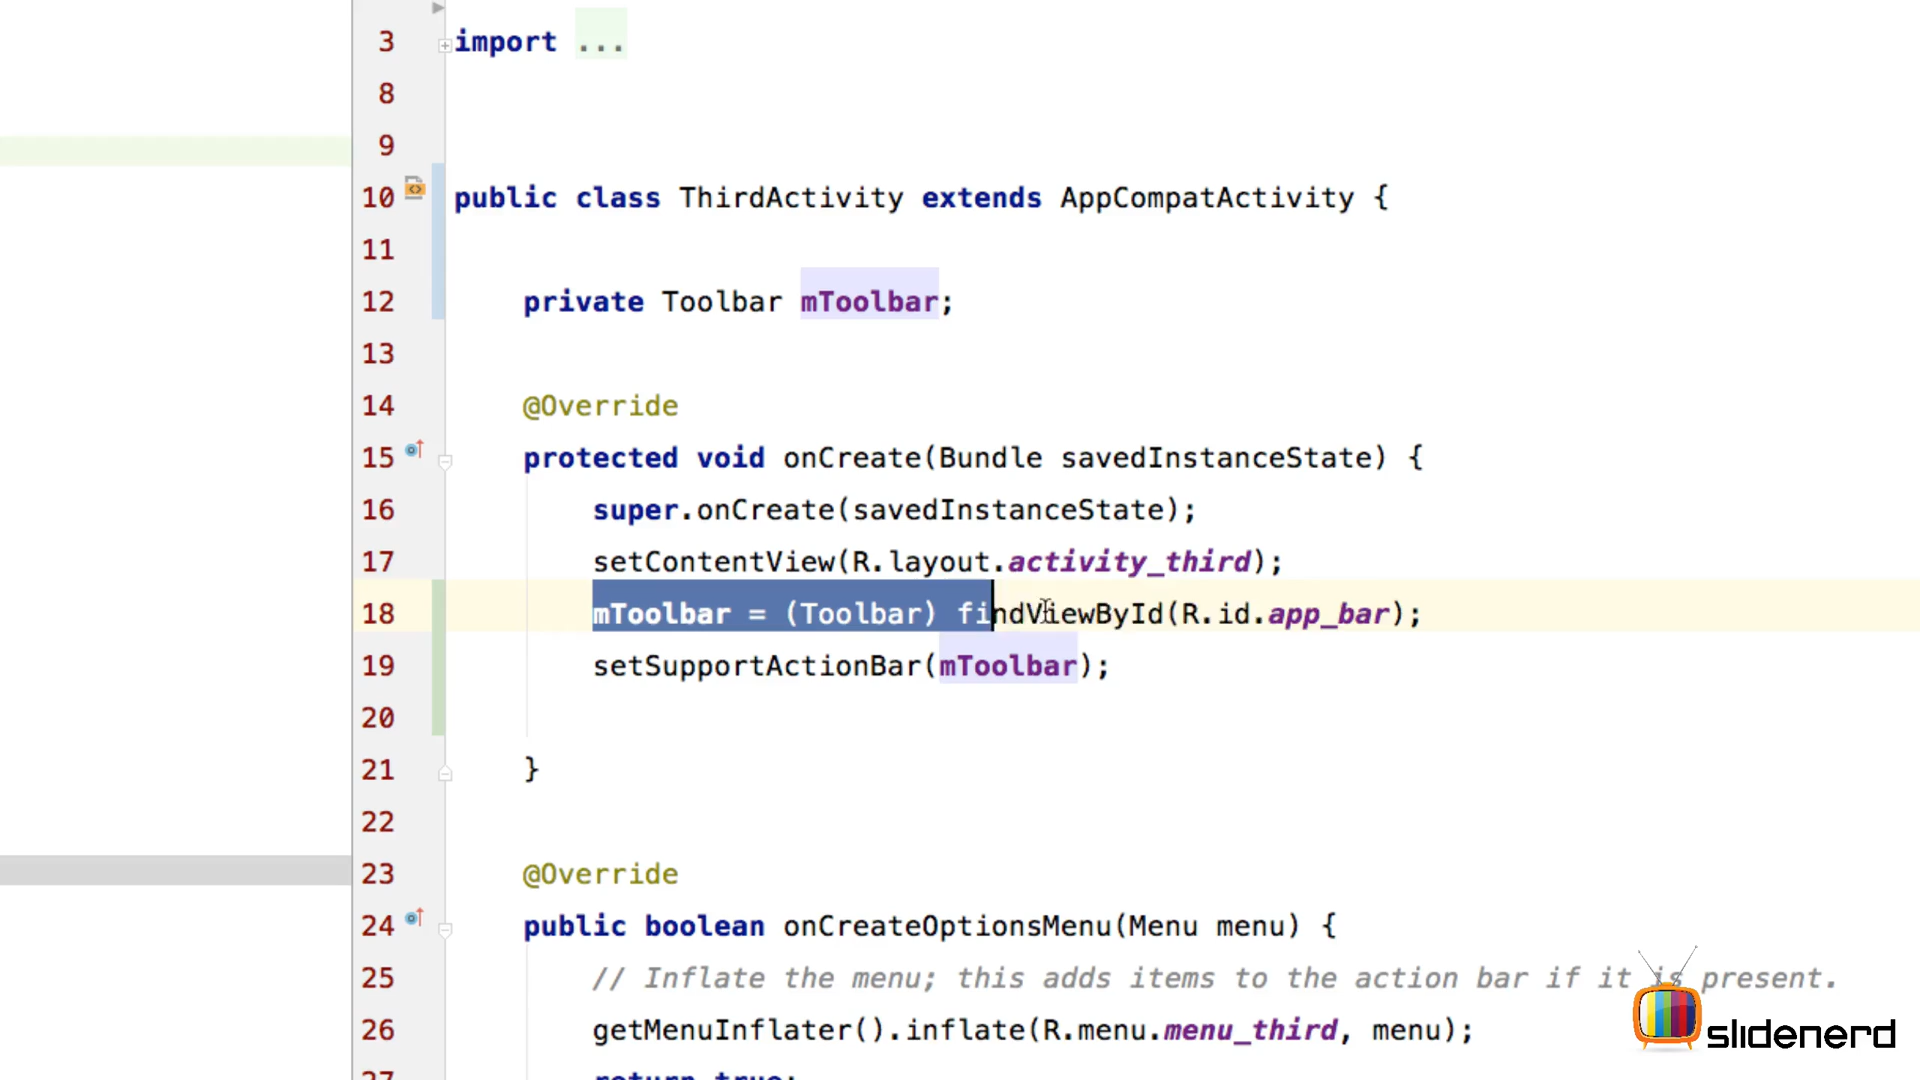 3 import ...
8
9
10 public class ThirdActivity extends AppCompatActivity {
11
12 private Toolbar mToolbar;
13
14 @Override
15 protected void onCreate(Bundle savedInstanceState) {
16 super.onCreate(savedInstanceState);
17 setContentView(R.layout.activity_third);
18 mToolbar = (Toolbar) findViewById(R.id.app_bar);
19 setSupportActionBar(mToolbar);
20
21 }
22
23 @Override
24 public boolean onCreateOptionsMenu(Menu menu) {
25 // Inflate the menu; this adds items to the action bar if it is present.
26 getMenuInflater().inflate(R.menu.menu_third, menu);
27 return true;
slidenerd